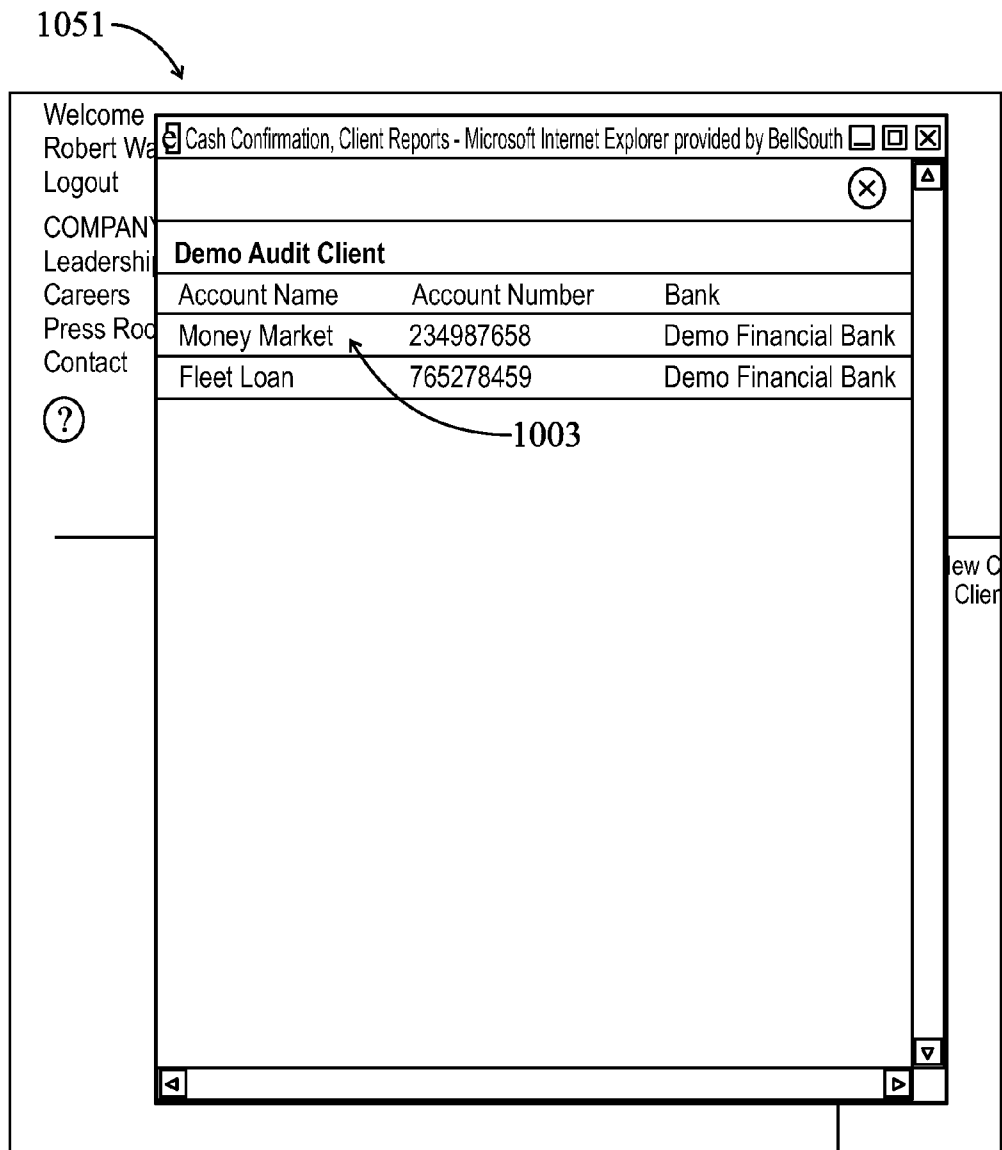 1051
Welcome
Robert Wa
Logout
COMPANY
Leadershi
Careers
Press Roo
Contact
?
e Cash Confirmation, Client Reports - Microsoft Internet Explorer provided by BellSouth
Demo Audit Client
Account Name Account Number Bank
Money Market 234987658 Demo Financial Bank
Fleet Loan 765278459 Demo Financial Bank
1003
ew C
Clien